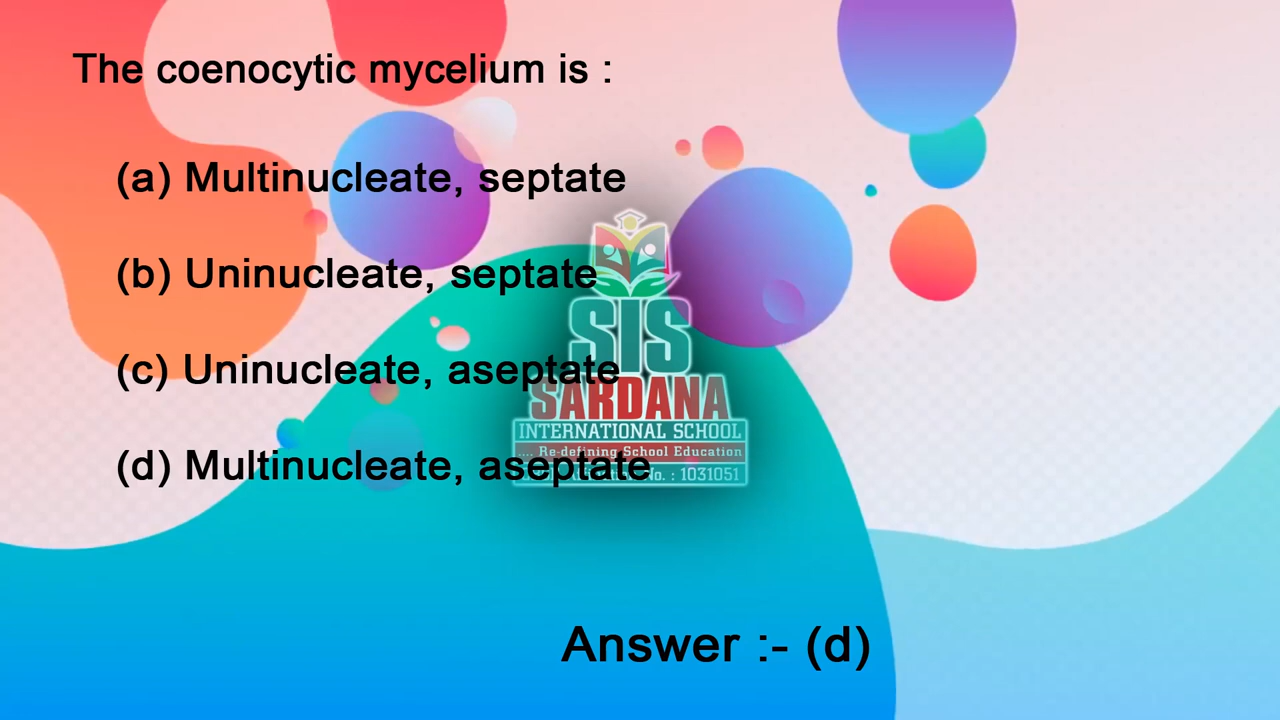 The coenocytic mycelium is :
(a) Multinucleate, septate
(b) Uninucleate, septate
(c) Uninucleate, aseptate
(d) Multinucleate, aseptate
SIS
SARDANA
INTERNATIONAL SCHOOL
.... Re-defining School Education
No. : 1031051
Answer :- (d)